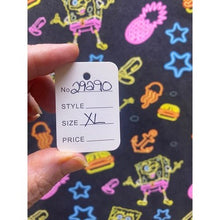 No. 29290
STYLE
SIZE XL
PRICE